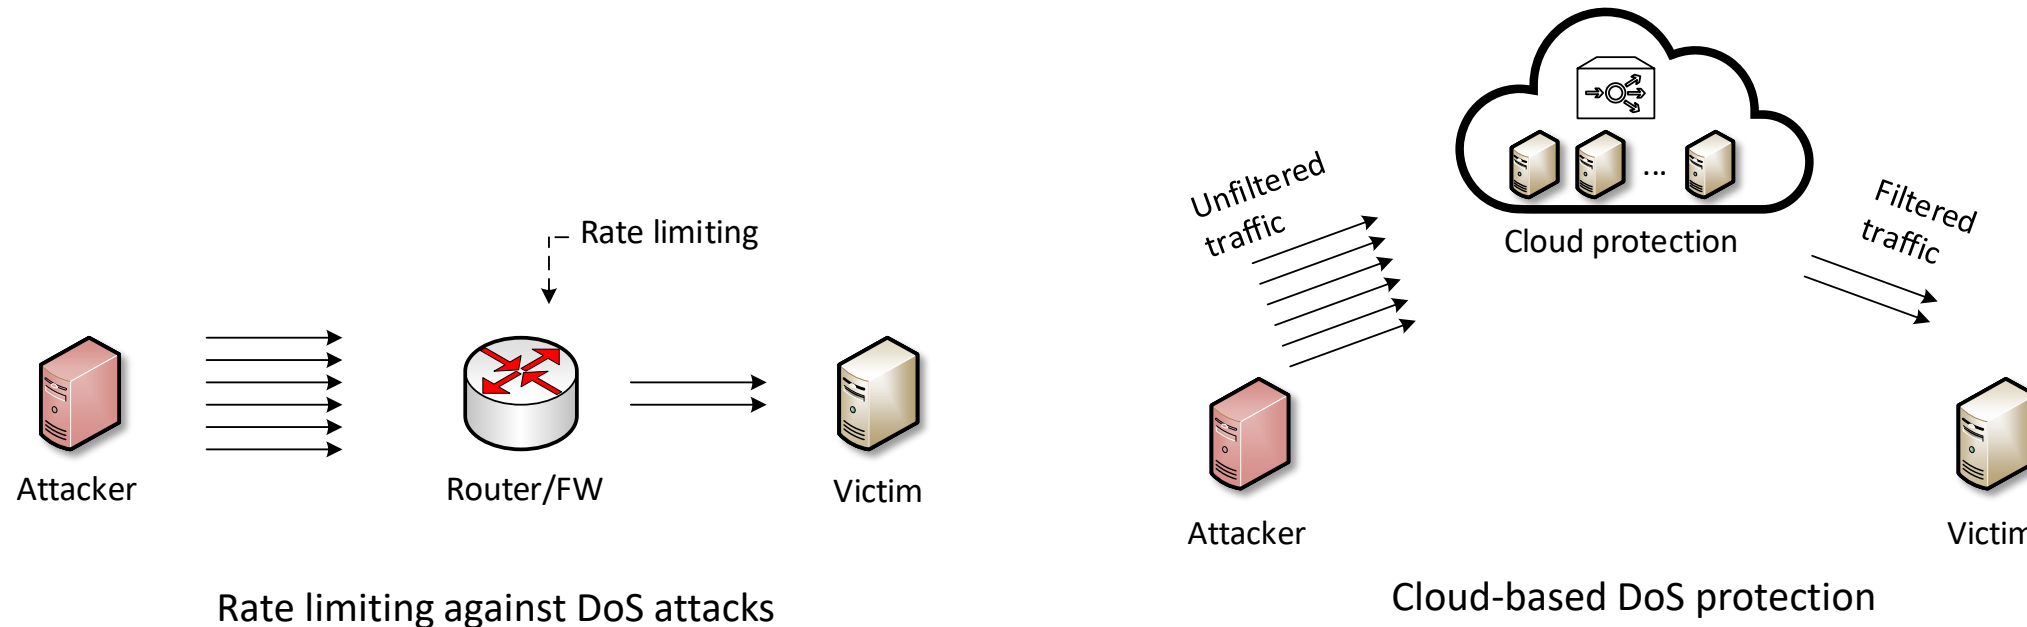 Rate limiting
Attacker
Router/FW
Victim
Rate limiting against DoS attacks
Unfiltered
traffic
...
Cloud protection
Filtered
traffic
Attacker
Victim
Cloud-based DoS protection